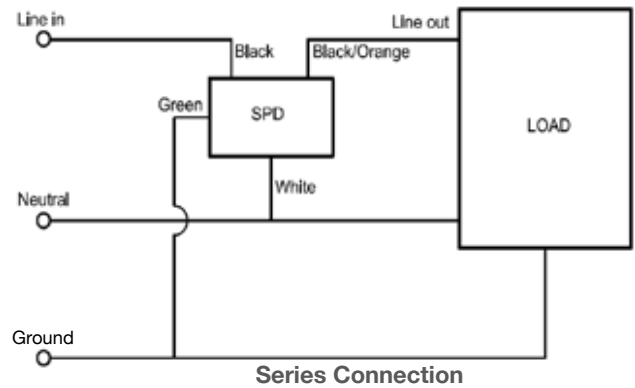 Line in
LIne out
Black
Black/Orange
Green
SPD
LOAD
White
Neutral
Ground
Series Connection